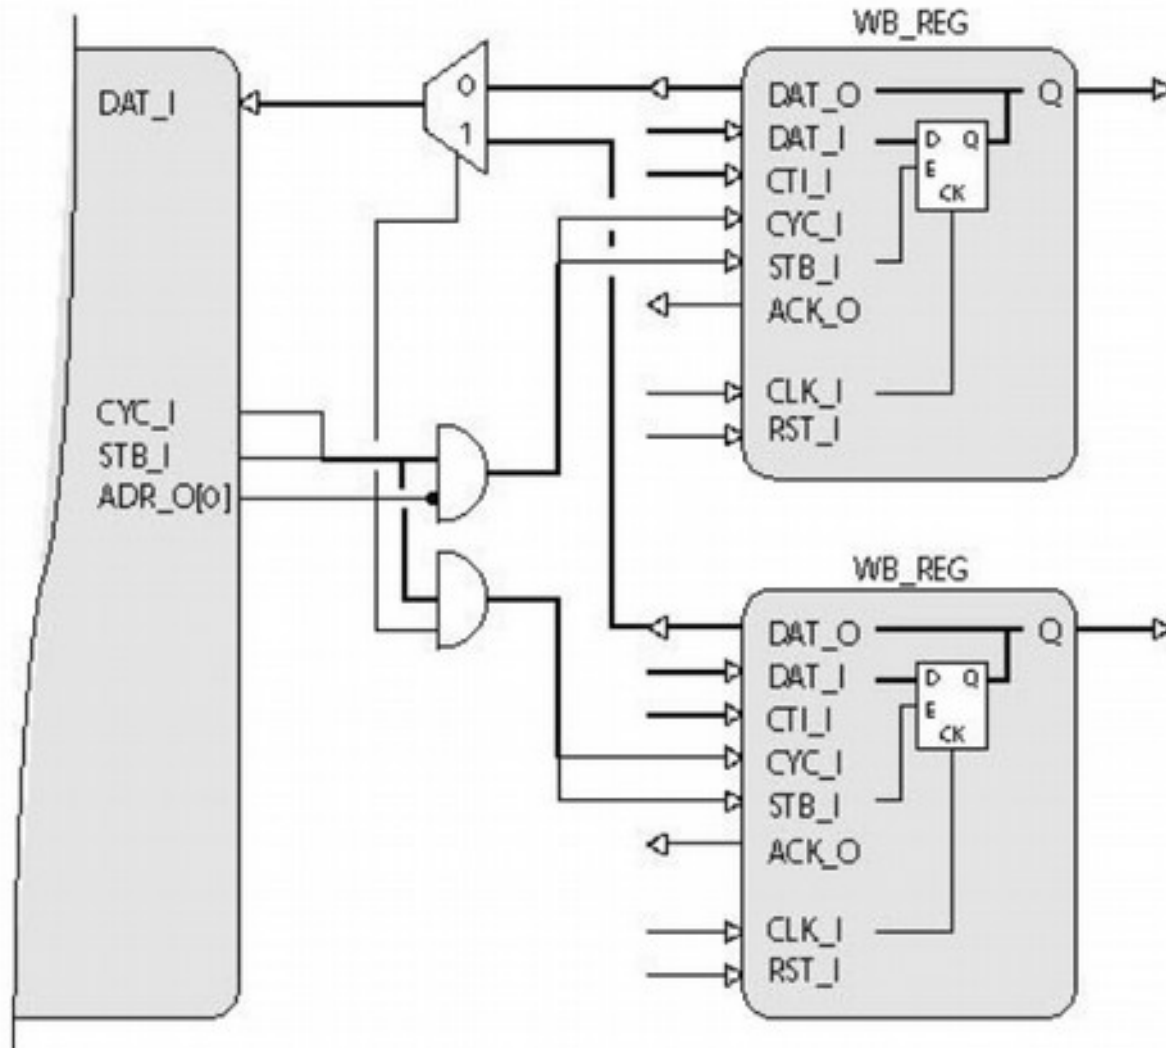 DAT_I
CYC_I
STB_I
ADR_O[0]
0
1
WB_REG
DAT_O
Q
DAT_I
D Q
E
CK
CTI_I
CYC_I
STB_I
ACK_O
CLK_I
RST_I
WB_REG
DAT_O
Q
DAT_I
D Q
E
CK
CTI_I
CYC_I
STB_I
ACK_O
CLK_I
RST_I